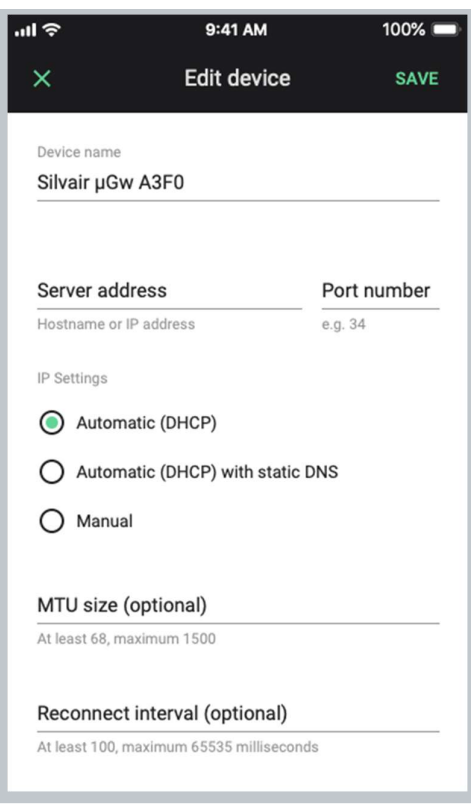 9:41 AM 100%
Edit device SAVE
Device name
Silvair µGw A3F0
Server address Port number
Hostname or IP address e.g. 34
IP Settings
Automatic (DHCP)
Automatic (DHCP) with static DNS
Manual
MTU size (optional)
At least 68, maximum 1500
Reconnect interval (optional)
At least 100, maximum 65535 milliseconds